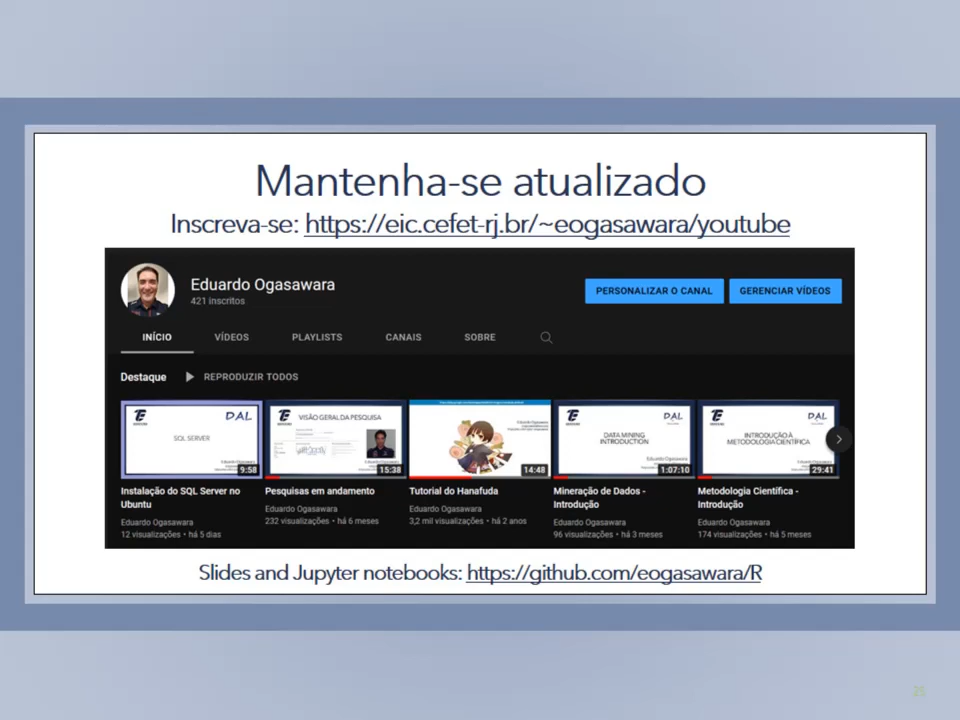 Mantenha-se atualizado
Inscreva-se: https://eic.cefet-rj.br/~eogasawara/youtube
Eduardo Ogasawara
421 inscritos
PERSONALIZAR O CANAL
GERENCIAR VÍDEOS
INÍCIO
VÍDEOS
PLAYLISTS
CANAIS
SOBRE
Destaque
REPRODUZIR TODOS
DAL
SQL SERVER
9:58
VISÃO GERAL DA PESQUISA
15:38
14:48
DAL
DATA MINING
INTRODUCTION
Eduardo Ogasawara
1:07:10
DAL
INTRODUÇÃO À
METODOLOGIA CIENTÍFICA
29:41
Instalação do SQL Server no
Ubuntu
Eduardo Ogasawara
12 visualizações • há 5 dias
Pesquisas em andamento
Eduardo Ogasawara
232 visualizações • há 6 meses
Tutorial do Hanafuda
Eduardo Ogasawara
3,2 mil visualizações • há 2 anos
Mineração de Dados -
Introdução
Eduardo Ogasawara
96 visualizações • há 3 meses
Metodologia Científica -
Introdução
Eduardo Ogasawara
174 visualizações • há 5 meses
Slides and Jupyter notebooks: https://github.com/eogasawara/R
25